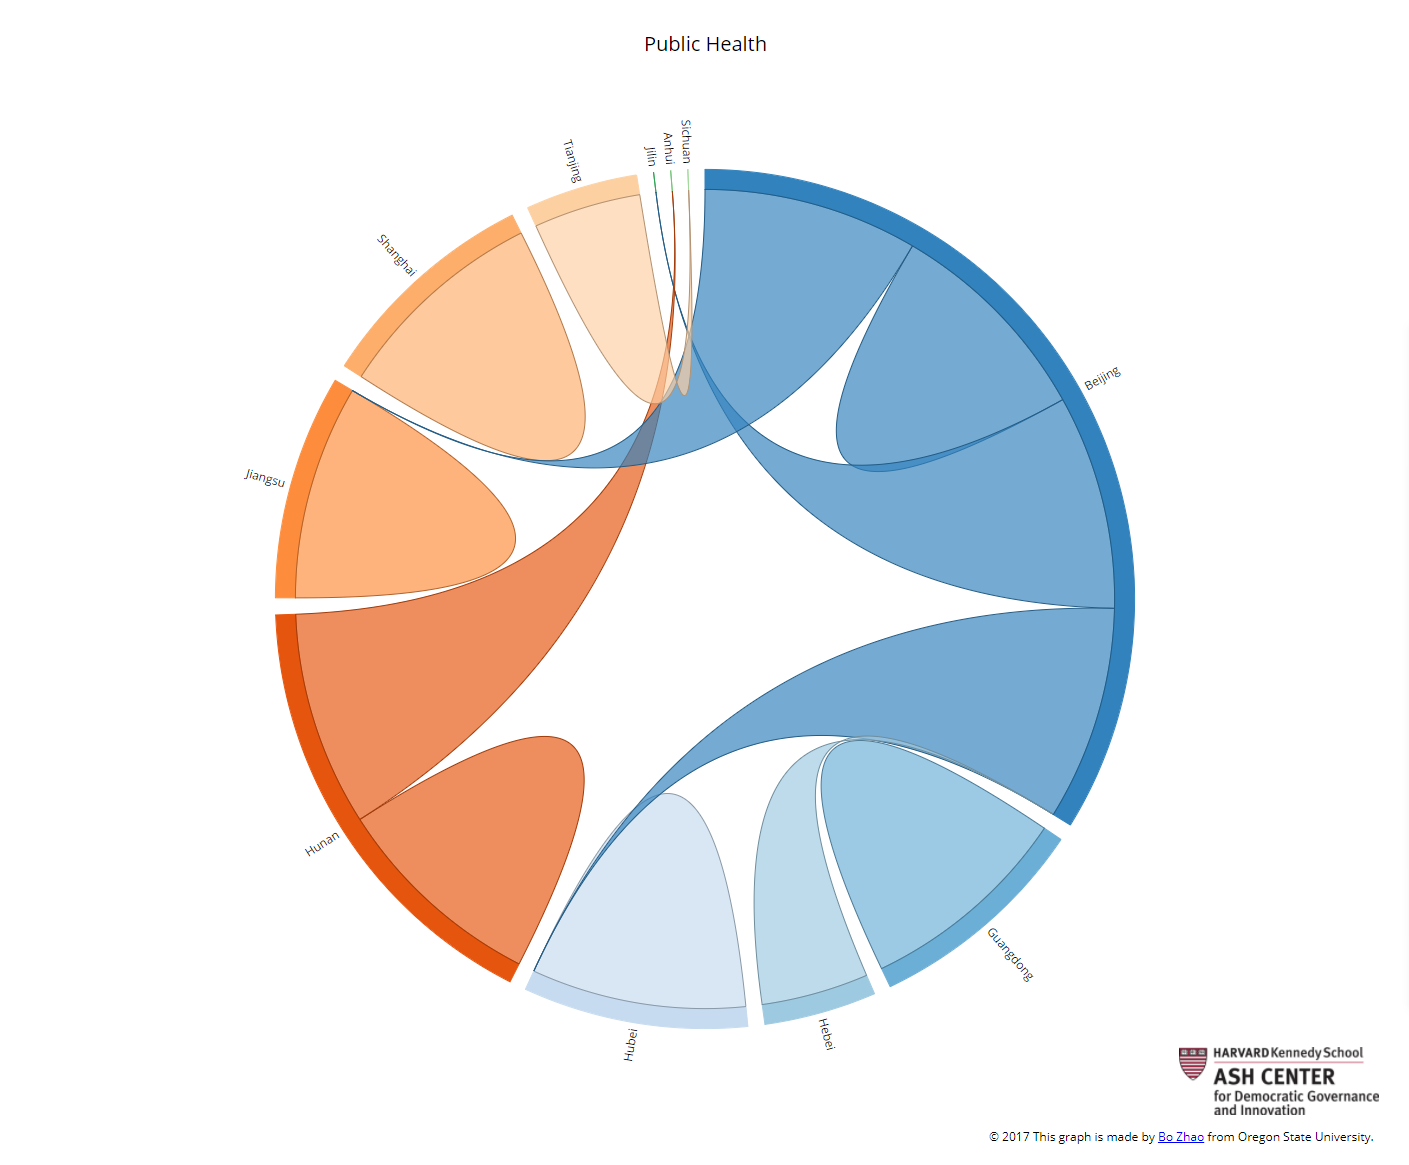 Public Health
Sichuan
Anhui
Jilin
Tianjing
Shanghai
Beijing
Jiangsu
Hunan
Guangdong
Hebei
Hubei
HARVARD Kennedy School
ASH CENTER
for Democratic Governance
and Innovation
© 2017 This graph is made by Bo Zhao from Oregon State University.